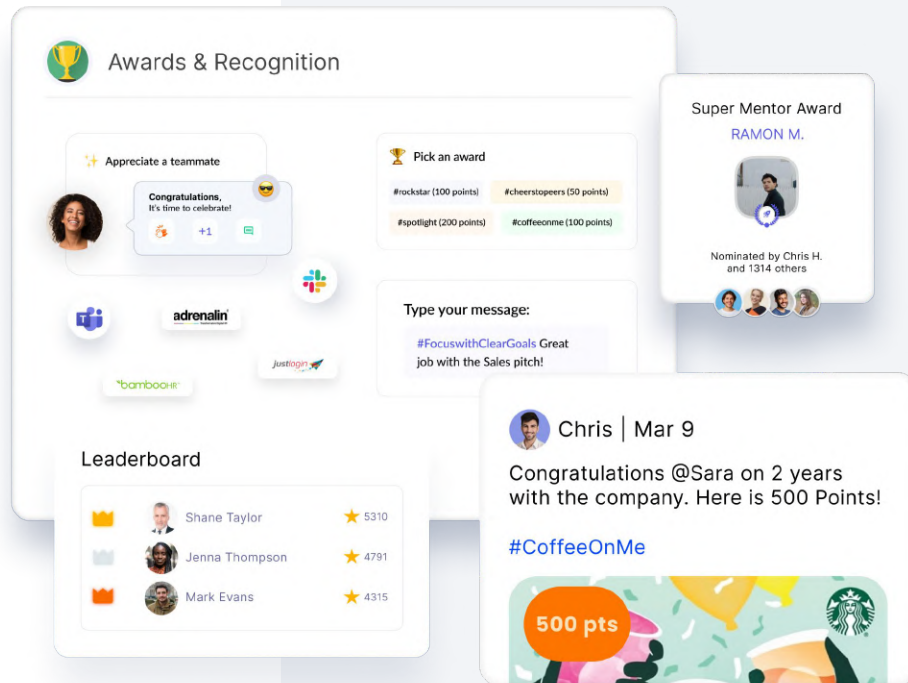 Awards & Recognition
Appreciate a teammate
Congratulations,
It's time to celebrate!
+1
Pick an award
#rockstar (100 points)
#cheerstopeers (50 points)
#spotlight (200 points)
#coffeeonme (100 points)
Super Mentor Award
RAMON M.
Nominated by Chris H.
and 1314 others
T
adrenalin
justlogin
bambooHR
Type your message:
#FocuswithClearGoals Great
job with the Sales pitch!
Leaderboard
Shane Taylor
5310
Jenna Thompson
4791
Mark Evans
4315
Chris | Mar 9
Congratulations @Sara on 2 years
with the company. Here is 500 Points!
#CoffeeOnMe
500 pts